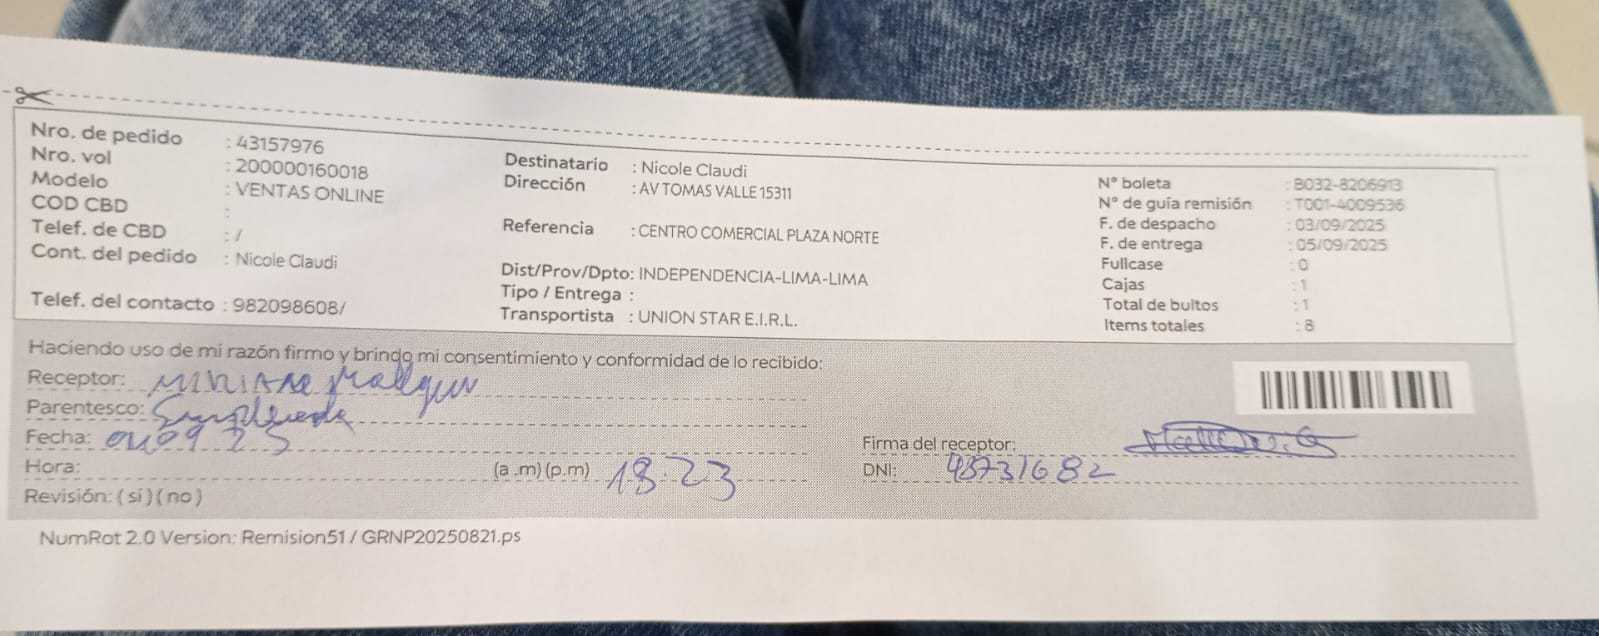 Nro. de pedido : 43157976
Nro. vol : 200000160018
Modelo : VENTAS ONLINE
COD CBD :
Telef. de CBD : /
Cont. del pedido : Nicole Claudi
Telef. del contacto : 982098608/
Destinatario : Nicole Claudi
Dirección : AV TOMAS VALLE 15311
Referencia : CENTRO COMERCIAL PLAZA NORTE
Dist/Prov/Dpto: INDEPENDENCIA-LIMA-LIMA
Tipo / Entrega :
Transportista : UNION STAR E.I.R.L.
N° boleta : B032-8206913
N° de guía remisión : T001-4009536
F. de despacho : 03/09/2025
F. de entrega : 05/09/2025
Fullcase : 0
Cajas : 1
Total de bultos : 1
Items totales : 8
Haciendo uso de mi razón firmo y brindo mi consentimiento y conformidad de lo recibido:
Receptor:
Parentesco:
Fecha: 04 09 25
Hora: (a .m) (p.m) 18:23
Revisión: ( sí ) ( no )
Firma del receptor:
DNI: 48731682
NumRot 2.0 Version: Remision51 / GRNP20250821.ps